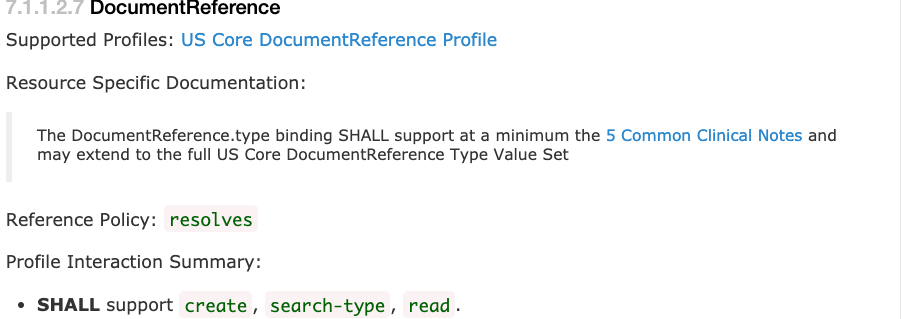 7.1.1.2.7 DocumentReference
Supported Profiles: US Core DocumentReference Profile
Resource Specific Documentation:
The DocumentReference.type binding SHALL support at a minimum the 5 Common Clinical Notes and
may extend to the full US Core DocumentReference Type Value Set
Reference Policy: resolves
Profile Interaction Summary:
• SHALL support create, search-type, read.